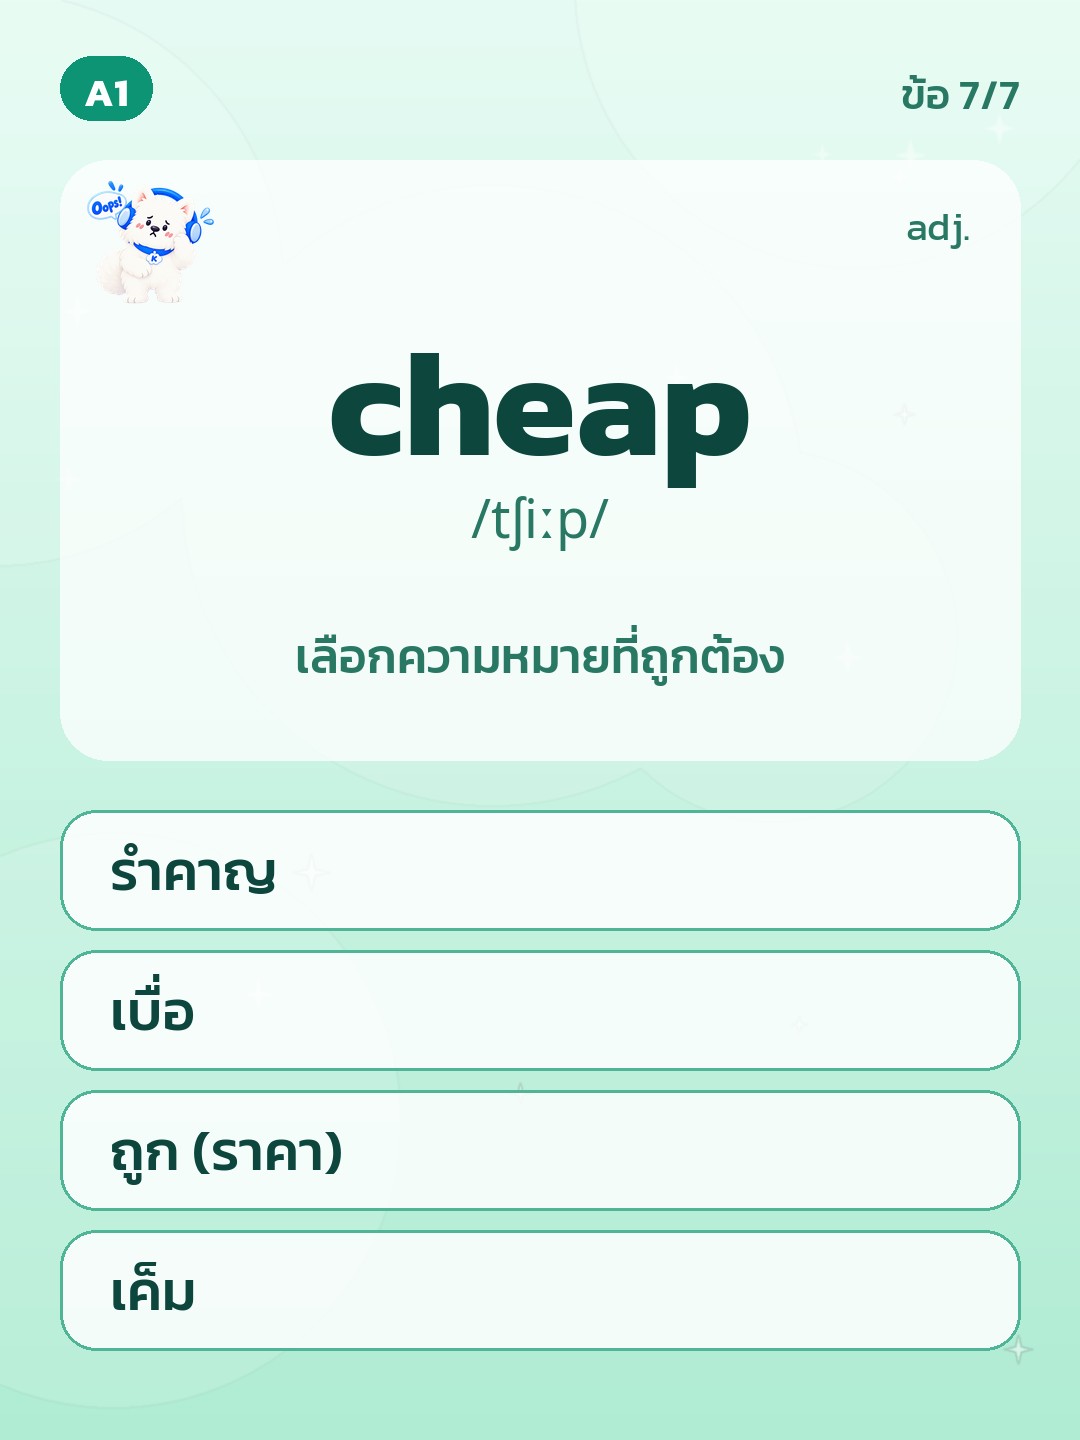 A1
ข้อ 7/7
Oops!
adj.
K
cheap
/tʃiːp/
เลือกความหมายที่ถูกต้อง
รำคาญ
เบื่อ
ถูก (ราคา)
เค็ม